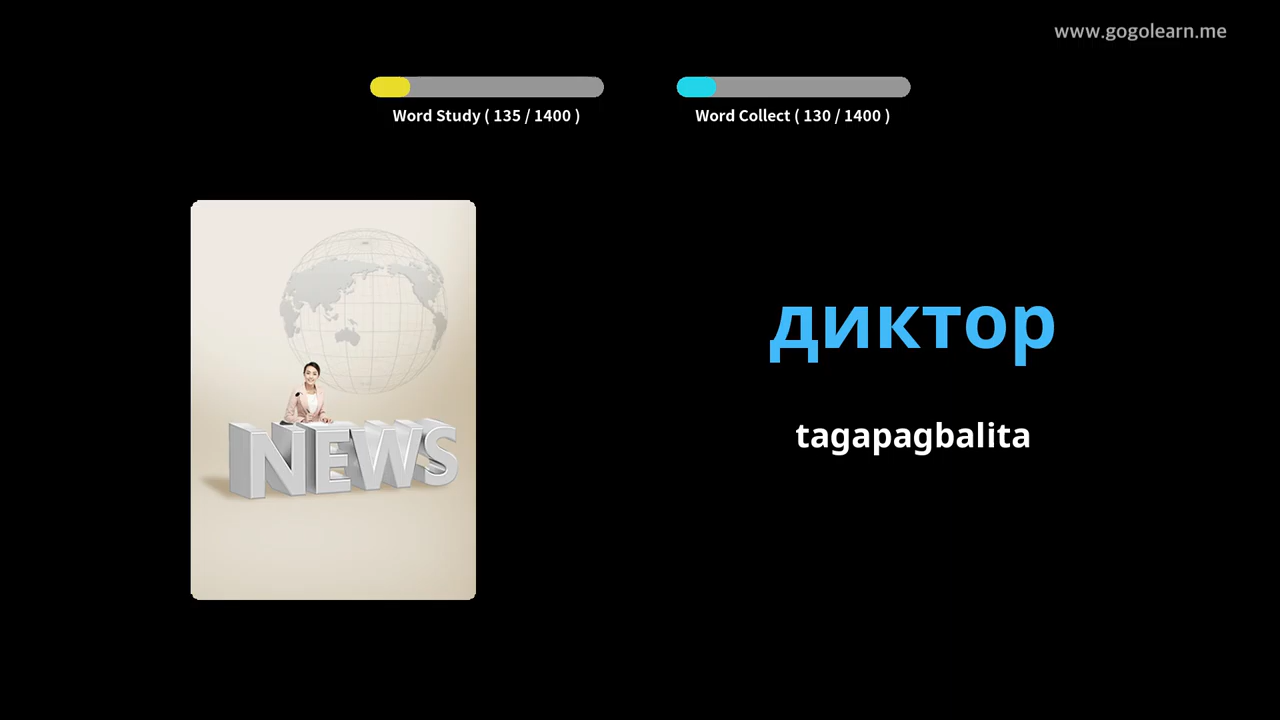 www.gogolearn.me
Word Study ( 135 / 1400 )
Word Collect ( 130 / 1400 )
NEWS
диктор
tagapagbalita